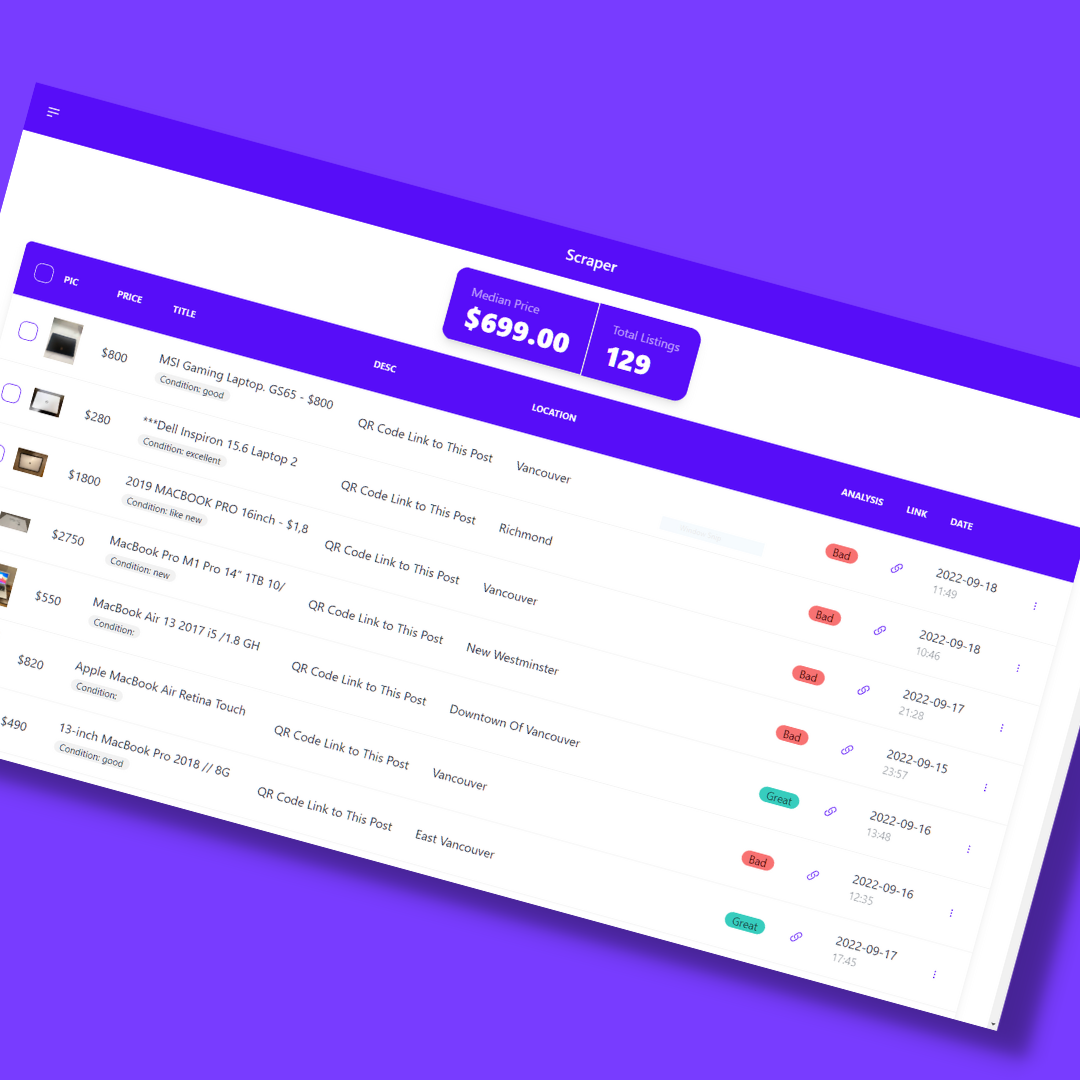 Scraper
Median Price
$699.00
Total Listings
129
PIC PRICE TITLE DESC LOCATION ANALYSIS LINK DATE
$800 MSI Gaming Laptop. GS65 - $800 QR Code Link to This Post Vancouver Bad 2022-09-18
Condition: good 11:49
$280 ***Dell Inspiron 15.6 Laptop 2 QR Code Link to This Post Richmond Bad 2022-09-18
Condition: excellent 10:46
$1800 2019 MACBOOK PRO 16inch - $1,8 QR Code Link to This Post Vancouver Bad 2022-09-17
Condition: like new 21:28
$2750 MacBook Pro M1 Pro 14” 1TB 10/ QR Code Link to This Post New Westminster Bad 2022-09-15
Condition: new 23:57
$550 MacBook Air 13 2017 i5 /1.8 GH QR Code Link to This Post Downtown Of Vancouver Great 2022-09-16
Condition: 13:48
$820 Apple MacBook Air Retina Touch QR Code Link to This Post Vancouver Bad 2022-09-16
Condition: 12:35
$490 13-inch MacBook Pro 2018 // 8G QR Code Link to This Post East Vancouver Great 2022-09-17
Condition: good 17:45